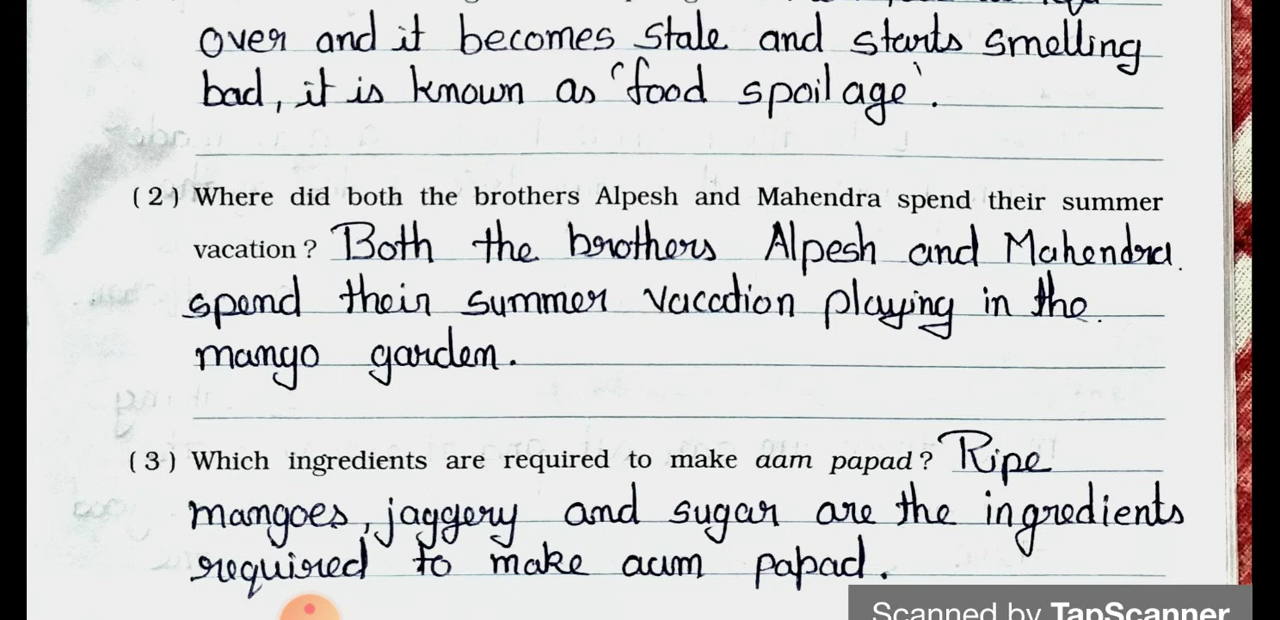 over and it becomes stale and starts smelling
bad, it is known as 'food spoilage'.
(2) Where did both the brothers Alpesh and Mahendra spend their summer
vacation? Both the brothers Alpesh and Mahendra
spend their summer vacation playing in the
mango garden.
(3) Which ingredients are required to make aam papad? Ripe
mangoes, jaggery and sugar are the ingredients
required to make aam papad.
Scanned by TapScanner